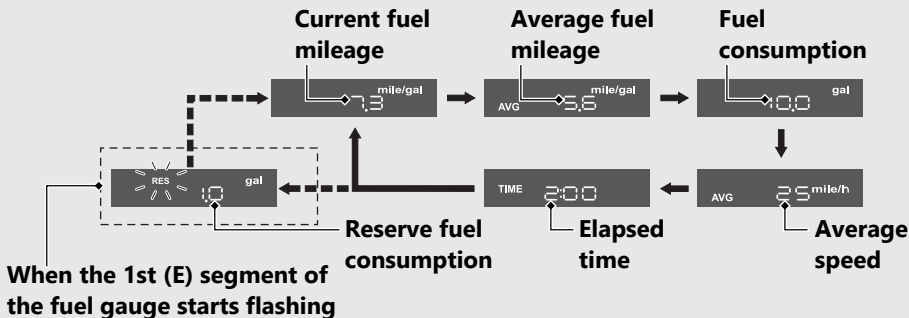 Current fuel
mileage
Average fuel
mileage
Fuel
consumption
mile/gal
7.3
AVG
mile/gal
5.6
gal
10.0
RES
gal
1.0
TIME
2:00
AVG
25 mile/h
Reserve fuel
consumption
Elapsed
time
Average
speed
When the 1st (E) segment of
the fuel gauge starts flashing